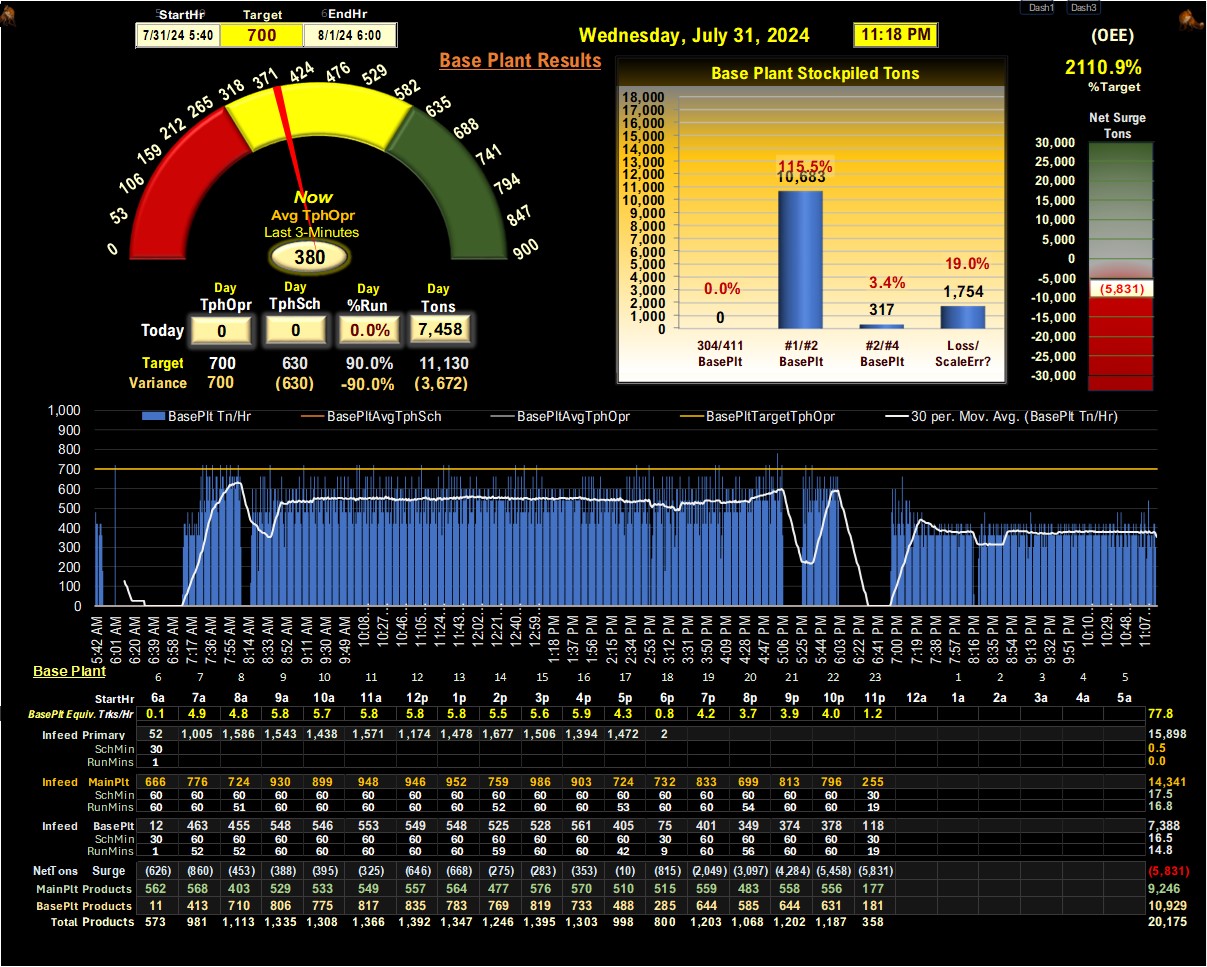 StartHr Target EndHr
7/31/24 5:40 700 8/1/24 6:00
Dash1 Dash3
Wednesday, July 31, 2024 11:18 PM
(OEE)
2110.9%
%Target
Base Plant Results
0 53 106 159 212 265 318 371 424 476 529 582 635 688 741 794 847 900
Now
Avg TphOpr
Last 3-Minutes
380
Day Day Day Day
TphOpr TphSch %Run Tons
Today 0 0 0.0% 7,458
Target 700 630 90.0% 11,130
Variance 700 (630) -90.0% (3,672)
Base Plant Stockpiled Tons
18,000
17,000
16,000
15,000
14,000
13,000
12,000
11,000
10,000
9,000
8,000
7,000
6,000
5,000
4,000
3,000
2,000
1,000
0
0.0% 115.5% 3.4% 19.0%
0 10,683 317 1,754
304/411 #1/#2 #2/#4 Loss/
BasePlt BasePlt BasePlt ScaleErr?
Net Surge
Tons
30,000
25,000
20,000
15,000
10,000
5,000
0
-5,000
-10,000
-15,000
-20,000
-25,000
-30,000
(5,831)
BasePlt Tn/Hr BasePltAvgTphSch BasePltAvgTphOpr BasePltTargetTphOpr 30 per. Mov. Avg. (BasePlt Tn/Hr)
1,000
900
800
700
600
500
400
300
200
100
0
5:42 AM 6:01 AM 6:20 AM 6:39 AM 6:58 AM 7:17 AM 7:36 AM 7:55 AM 8:14 AM 8:33 AM 8:52 AM 9:11 AM 9:30 AM 9:49 AM 10:08... 10:27... 10:46... 11:05... 11:24... 11:43... 12:02... 12:21... 12:40... 12:59... 1:18 PM 1:37 PM 1:56 PM 2:15 PM 2:34 PM 2:53 PM 3:12 PM 3:31 PM 3:50 PM 4:09 PM 4:28 PM 4:47 PM 5:06 PM 5:25 PM 5:44 PM 6:03 PM 6:22 PM 6:41 PM 7:00 PM 7:19 PM 7:38 PM 7:57 PM 8:16 PM 8:35 PM 8:54 PM 9:13 PM 9:32 PM 9:51 PM 10:10... 10:29... 10:48... 11:07...
Base Plant 6 7 8 9 10 11 12 13 14 15 16 17 18 19 20 21 22 23 1 2 3 4 5
StartHr 6a 7a 8a 9a 10a 11a 12p 1p 2p 3p 4p 5p 6p 7p 8p 9p 10p 11p 12a 1a 2a 3a 4a 5a
BasePlt Equiv. Trks/Hr 0.1 4.9 4.8 5.8 5.7 5.8 5.8 5.8 5.5 5.6 5.9 4.3 0.8 4.2 3.7 3.9 4.0 1.2 77.8
Infeed Primary 52 1,005 1,586 1,543 1,438 1,571 1,174 1,478 1,677 1,506 1,394 1,472 2 15,898
SchMin 30 0.5
RunMins 1 0.0
Infeed MainPlt 666 776 724 930 899 948 946 952 759 986 903 724 732 833 699 813 796 255 14,341
SchMin 60 60 60 60 60 60 60 60 60 60 60 60 60 60 60 60 60 30 17.5
RunMins 60 60 51 60 60 60 60 60 52 60 60 53 60 60 54 60 60 19 16.8
Infeed BasePlt 12 463 455 548 546 553 549 548 525 528 561 405 75 401 349 374 378 118 7,388
SchMin 30 60 60 60 60 60 60 60 60 60 60 60 30 60 60 60 60 30 16.5
RunMins 1 52 52 60 60 60 60 60 59 60 60 42 9 60 56 60 60 19 14.8
NetTons Surge (626) (860) (453) (388) (395) (325) (646) (668) (275) (283) (353) (10) (815) (2,049) (3,097) (4,284) (5,458) (5,831) (5,831)
MainPlt Products 562 568 403 529 533 549 557 564 477 576 570 510 515 559 483 558 556 177 9,246
BasePlt Products 11 413 710 806 775 817 835 783 769 819 733 488 285 644 585 644 631 181 10,929
Total Products 573 981 1,113 1,335 1,308 1,366 1,392 1,347 1,246 1,395 1,303 998 800 1,203 1,068 1,202 1,187 358 20,175